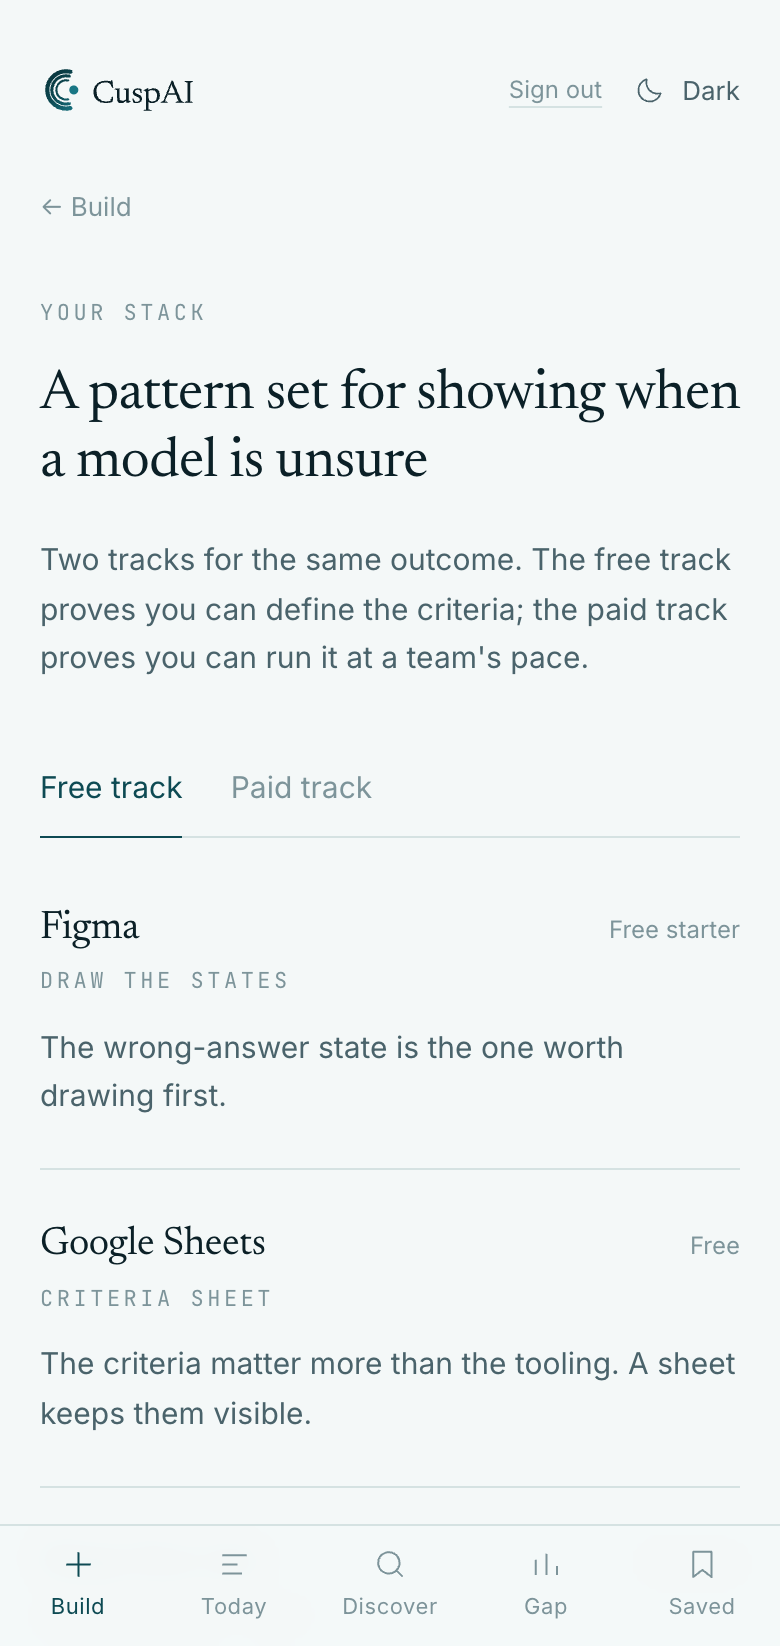 CuspAI
Sign out
Dark
← Build
YOUR STACK
A pattern set for showing when
a model is unsure
Two tracks for the same outcome. The free track
proves you can define the criteria; the paid track
proves you can run it at a team's pace.
Free track
Paid track
Figma
Free starter
DRAW THE STATES
The wrong-answer state is the one worth
drawing first.
Google Sheets
Free
CRITERIA SHEET
The criteria matter more than the tooling. A sheet
keeps them visible.
Build
Today
Discover
Gap
Saved